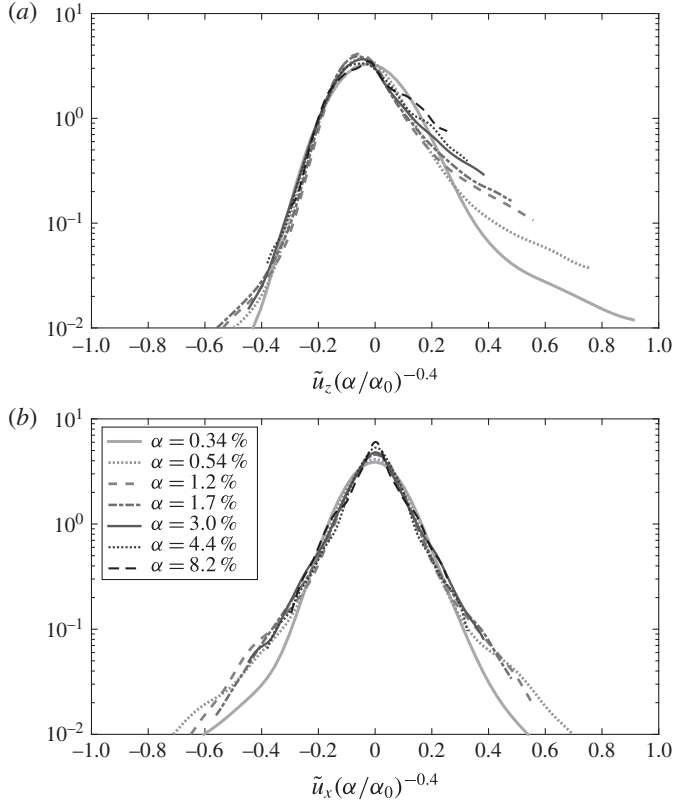 (a)
10^1
10^0
10^−1
10^−2
−1.0 −0.8 −0.6 −0.4 −0.2 0 0.2 0.4 0.6 0.8 1.0
ũ_z(α/α_0)^−0.4
(b)
10^1
α = 0.34 %
α = 0.54 %
α = 1.2 %
α = 1.7 %
α = 3.0 %
α = 4.4 %
α = 8.2 %
10^0
10^−1
10^−2
−1.0 −0.8 −0.6 −0.4 −0.2 0 0.2 0.4 0.6 0.8 1.0
ũ_x(α/α_0)^−0.4